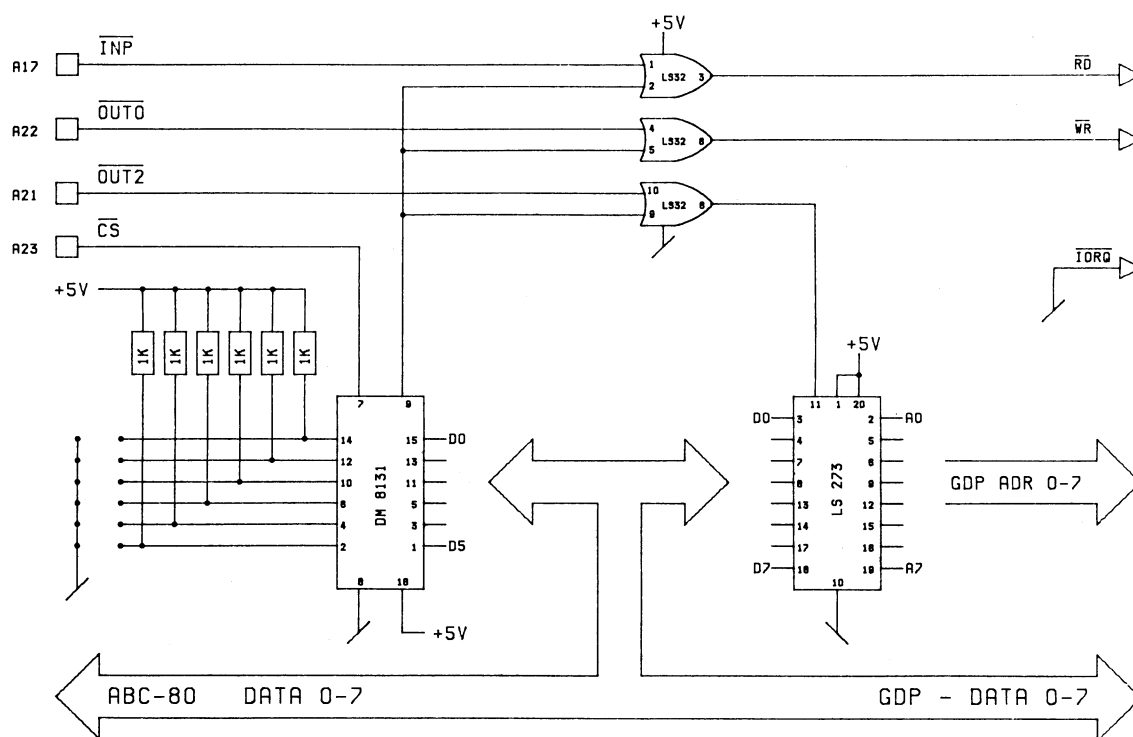 +5V
INP
A17
1
2
LS32
3
RD
OUT0
A22
4
5
LS32
6
WR
OUT2
A21
10
9
LS32
8
CS
A23
IORQ
+5V
1K
1K
1K
1K
1K
1K
+5V
7
9
14
12
10
6
4
2
DM 8131
15
13
11
5
3
1
D0
D5
8
16
+5V
11
1
20
D0
3
4
7
8
13
14
17
D7
18
LS 273
2
5
6
9
12
15
16
19
A0
A7
10
GDP ADR 0-7
ABC-80 DATA 0-7
GDP - DATA 0-7